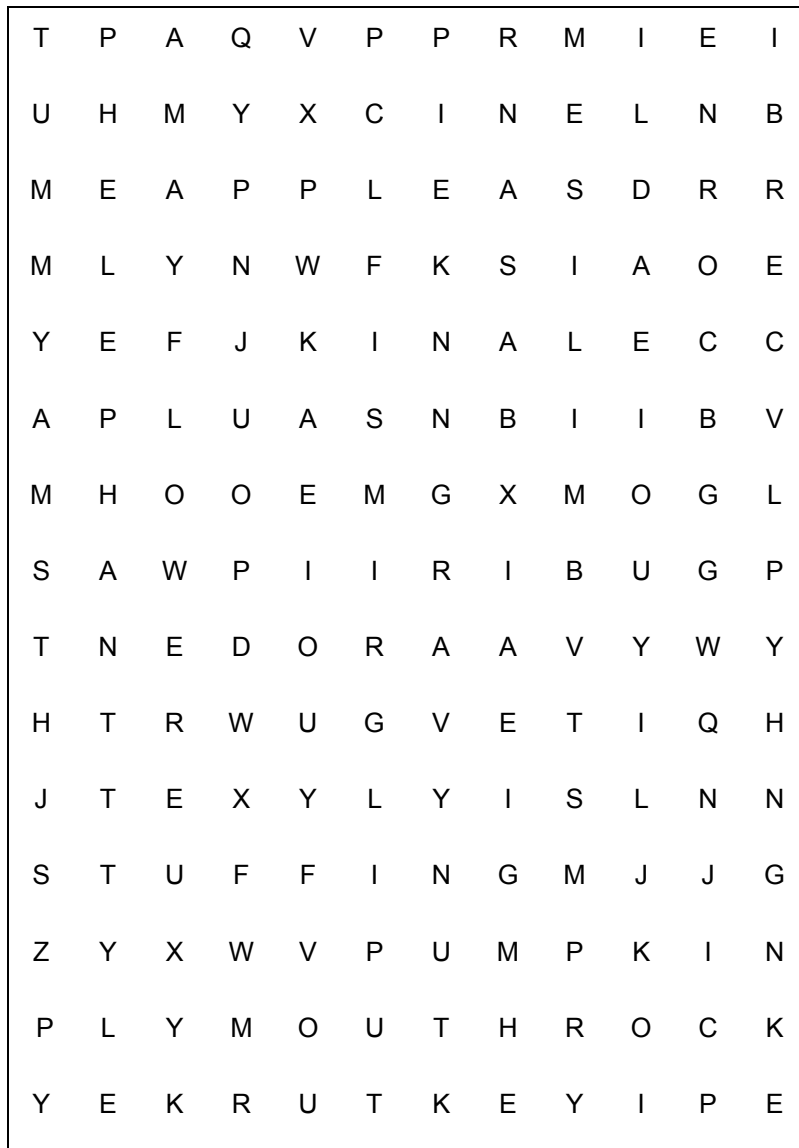 T P A Q V P P R M I E I
U H M Y X C I N E L N B
M E A P P L E A S D R R
M L Y N W F K S I A O E
Y E F J K I N A L E C C
A P L U A S N B I I B V
M H O O E M G X M O G L
S A W P I I R I B U G P
T N E D O R A A V Y W Y
H T R W U G V E T I Q H
J T E X Y L Y I S L N N
S T U F F I N G M J J G
Z Y X W V P U M P K I N
P L Y M O U T H R O C K
Y E K R U T K E Y I P E